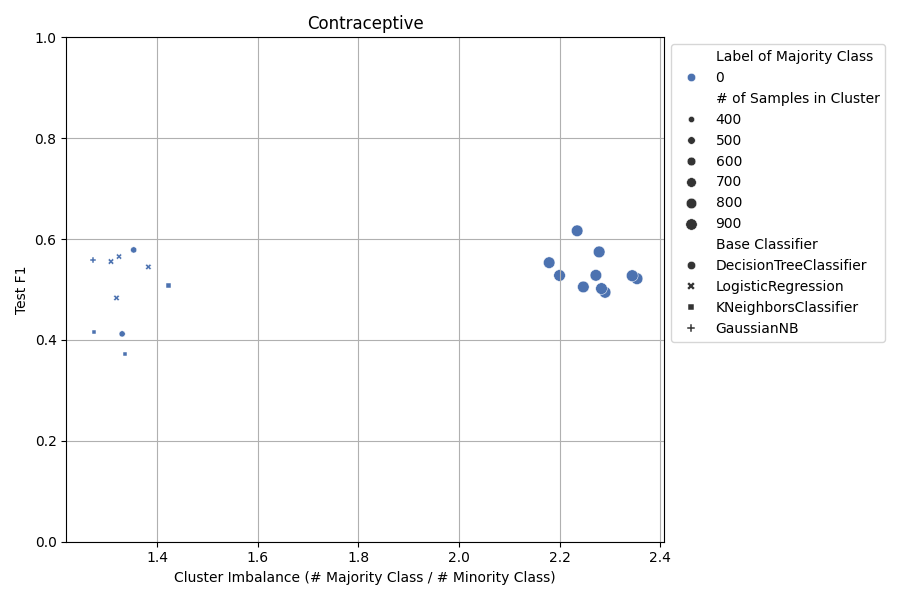 Contraceptive
Test F1
1.0
0.8
0.6
0.4
0.2
0.0
1.4
1.6
1.8
2.0
2.2
2.4
Cluster Imbalance (# Majority Class / # Minority Class)
Label of Majority Class
0
# of Samples in Cluster
400
500
600
700
800
900
Base Classifier
DecisionTreeClassifier
LogisticRegression
KNeighborsClassifier
GaussianNB